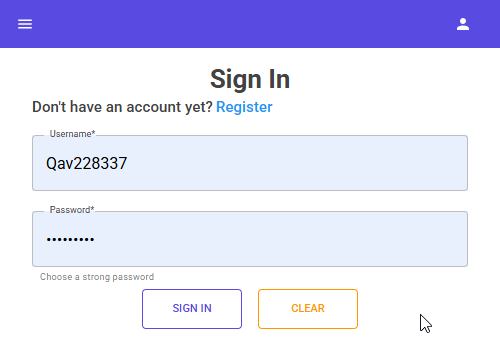 Sign In
Don't have an account yet? Register
Username*
Qav228337
Password*
•••••••••
Choose a strong password
SIGN IN CLEAR